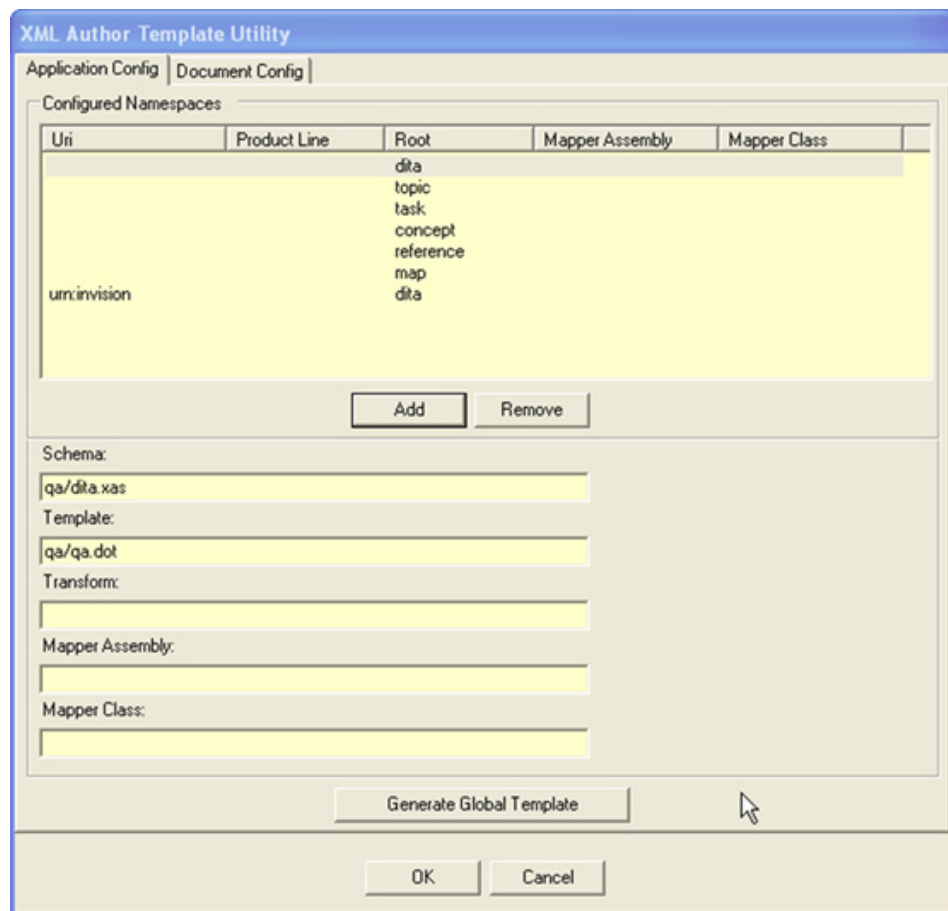 XML Author Template Utility
Application Config Document Config
Configured Namespaces
Uri Product Line Root Mapper Assembly Mapper Class
dita
topic
task
concept
reference
map
urn:invision dita
Add Remove
Schema:
qa/dita.xas
Template:
qa/qa.dot
Transform:
Mapper Assembly:
Mapper Class:
Generate Global Template
OK Cancel